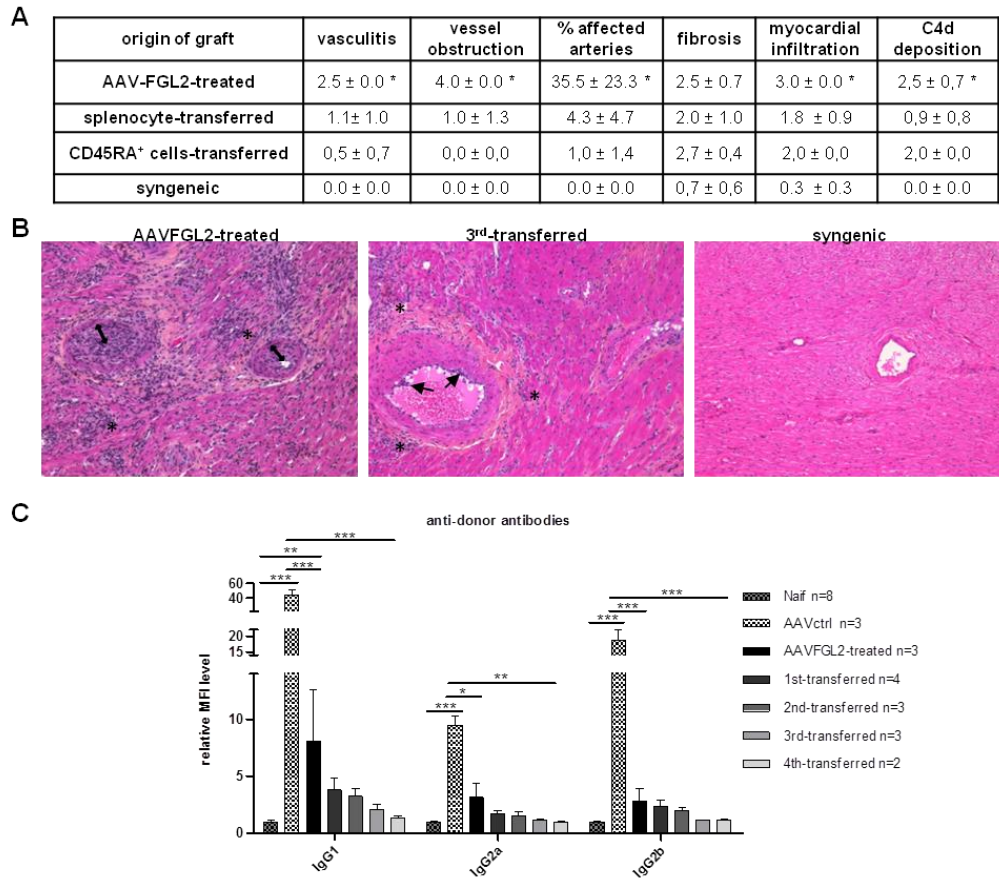 A
origin of graft vasculitis vessel obstruction % affected arteries fibrosis myocardial infiltration C4d deposition
AAV-FGL2-treated 2.5 ± 0.0 * 4.0 ± 0.0 * 35.5 ± 23.3 * 2.5 ± 0.7 3.0 ± 0.0 * 2,5 ± 0,7 *
splenocyte-transferred 1.1± 1.0 1.0 ± 1.3 4.3 ± 4.7 2.0 ± 1.0 1.8 ± 0.9 0,9 ± 0,8
CD45RA⁺ cells-transferred 0,5 ± 0,7 0,0 ± 0,0 1,0 ± 1,4 2,7 ± 0,4 2,0 ± 0,0 2,0 ± 0,0
syngeneic 0.0 ± 0.0 0.0 ± 0.0 0.0 ± 0.0 0,7 ± 0,6 0.3 ± 0.3 0.0 ± 0.0
B
AAVFGL2-treated 3rd-transferred syngenic
* * * * *
C
anti-donor antibodies
relative MFI level
60
40
20
15
10
5
0
** *** *** ***
*** * **
*** *** ***
IgG1 IgG2a IgG2b
Naif n=8
AAVctrl n=3
AAVFGL2-treated n=3
1st-transferred n=4
2nd-transferred n=3
3rd-transferred n=3
4th-transferred n=2